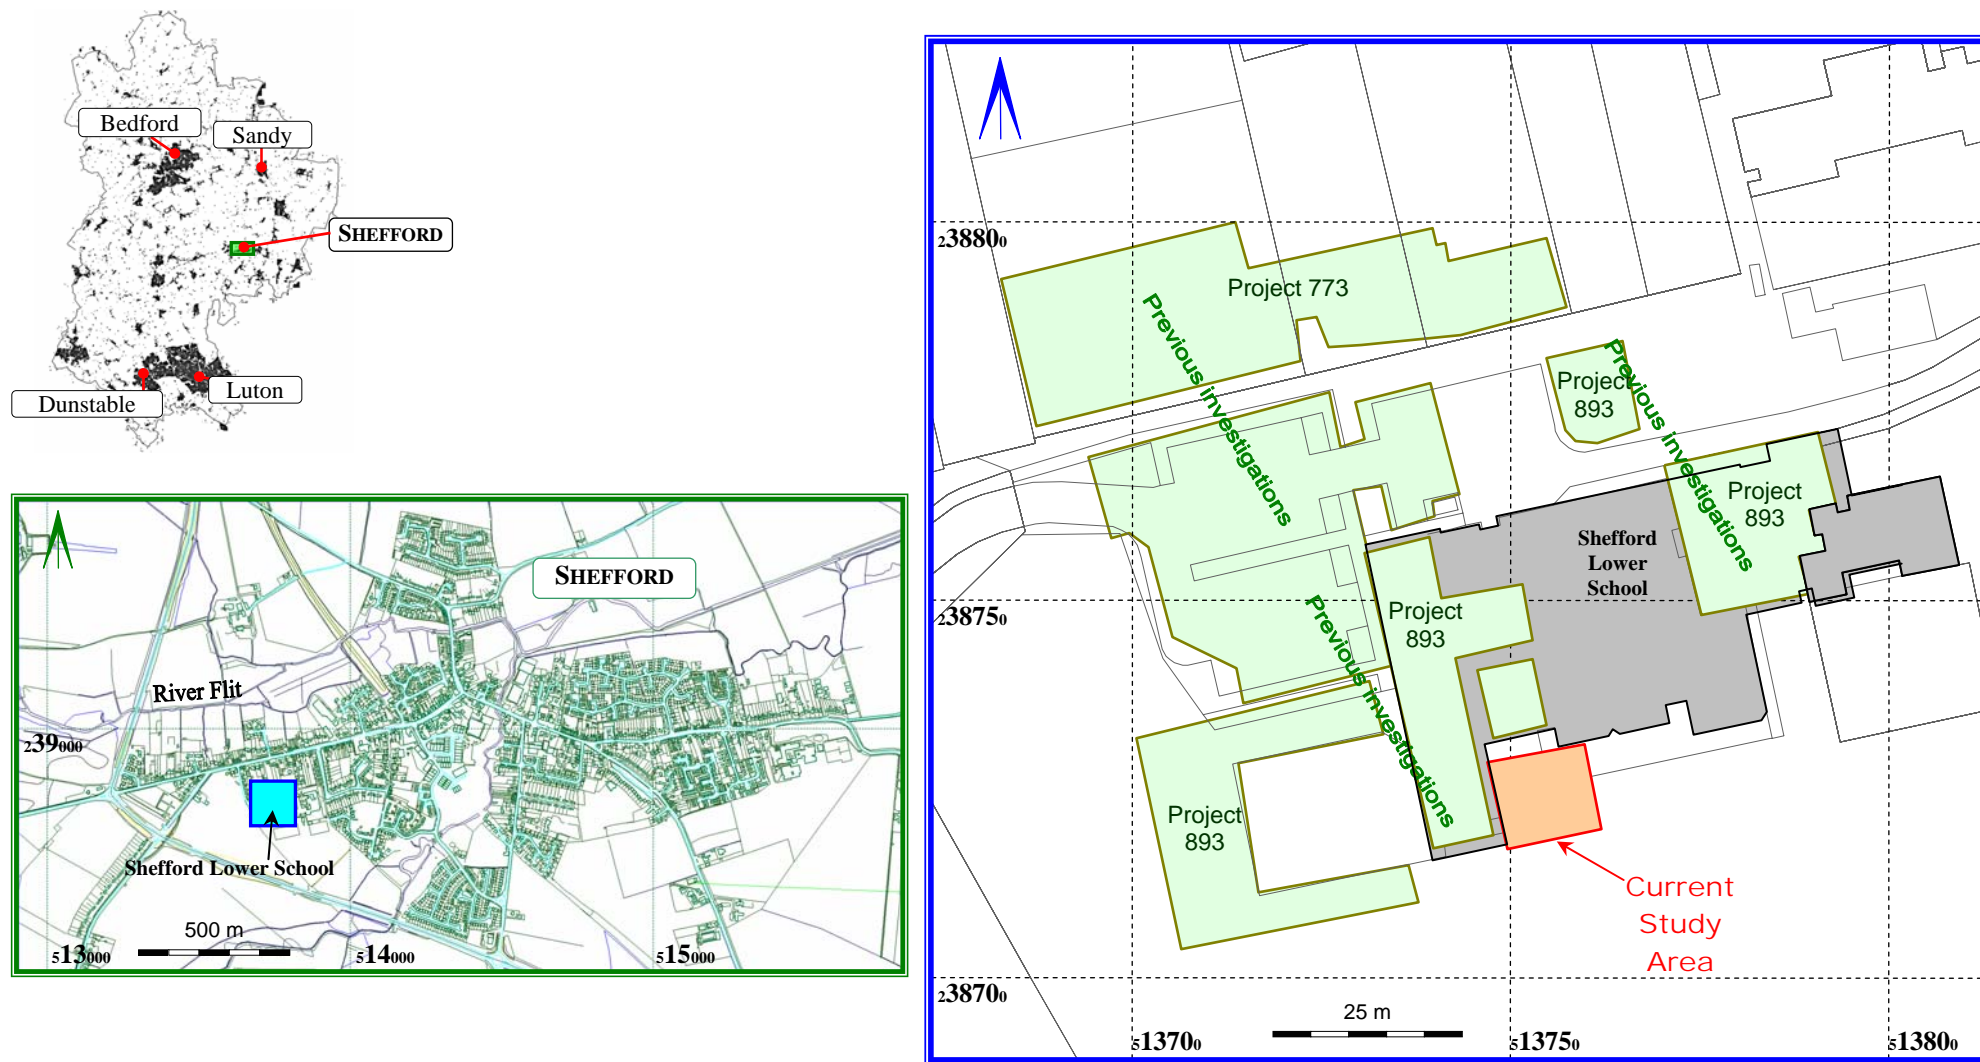 Bedford
Sandy
SHEFFORD
Dunstable
Luton
SHEFFORD
River Flit
239000
Shefford Lower School
500 m
513000
514000
515000
238800
Project 773
Previous investigations
Previous investigations
Project
893
Project
893
Shefford
Lower
School
238750
Project
893
Previous investigations
Project
893
Current
Study
Area
238700
25 m
513700
513750
513800